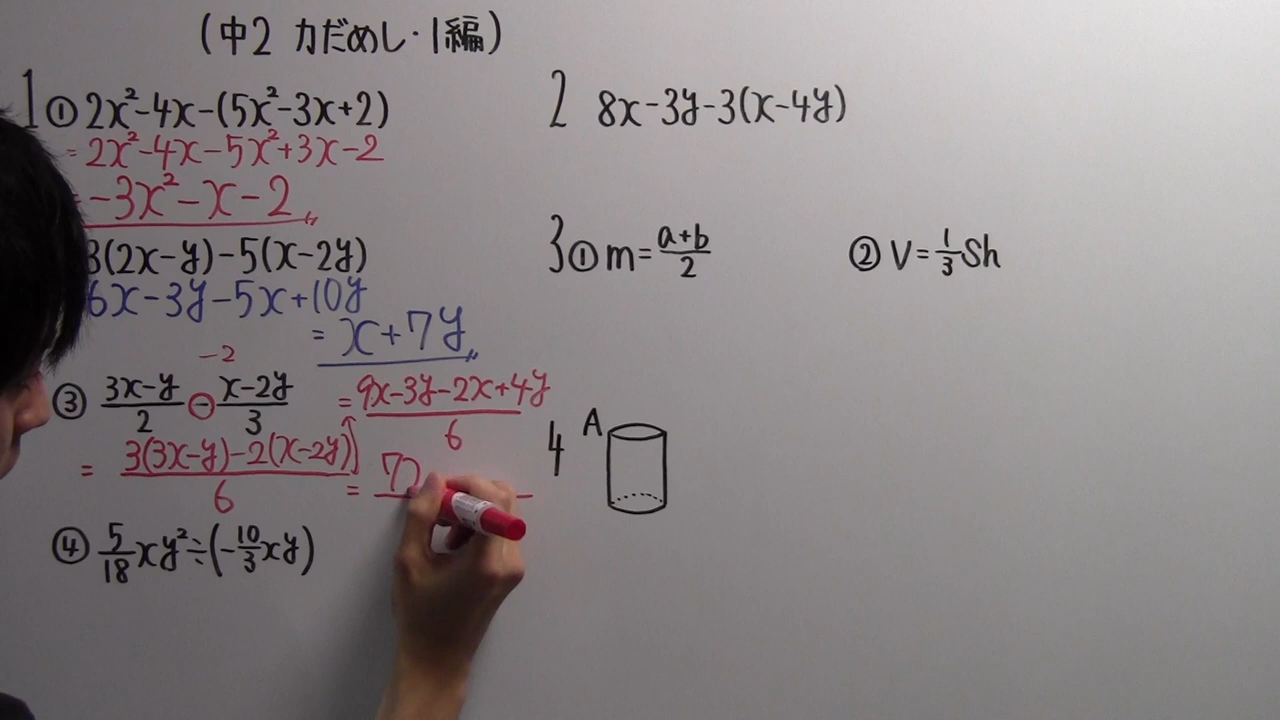 (中2 力だめし・1編)
1 ① 2x²-4x-(5x²-3x+2)
= 2x²-4x-5x²+3x-2
-3x²-x-2
3(2x-y)-5(x-2y)
6x-3y-5x+10y
= x+7y
-2
③ (3x-y)/2 - (x-2y)/3 = (9x-3y-2x+4y)/6
= (3(3x-y)-2(x-2y))/6 = 7
④ 5/18 xy²÷(-10/3 xy)
2 8x-3y-3(x-4y)
3 ① m=(a+b)/2 ② V=1/3 Sh
4 A